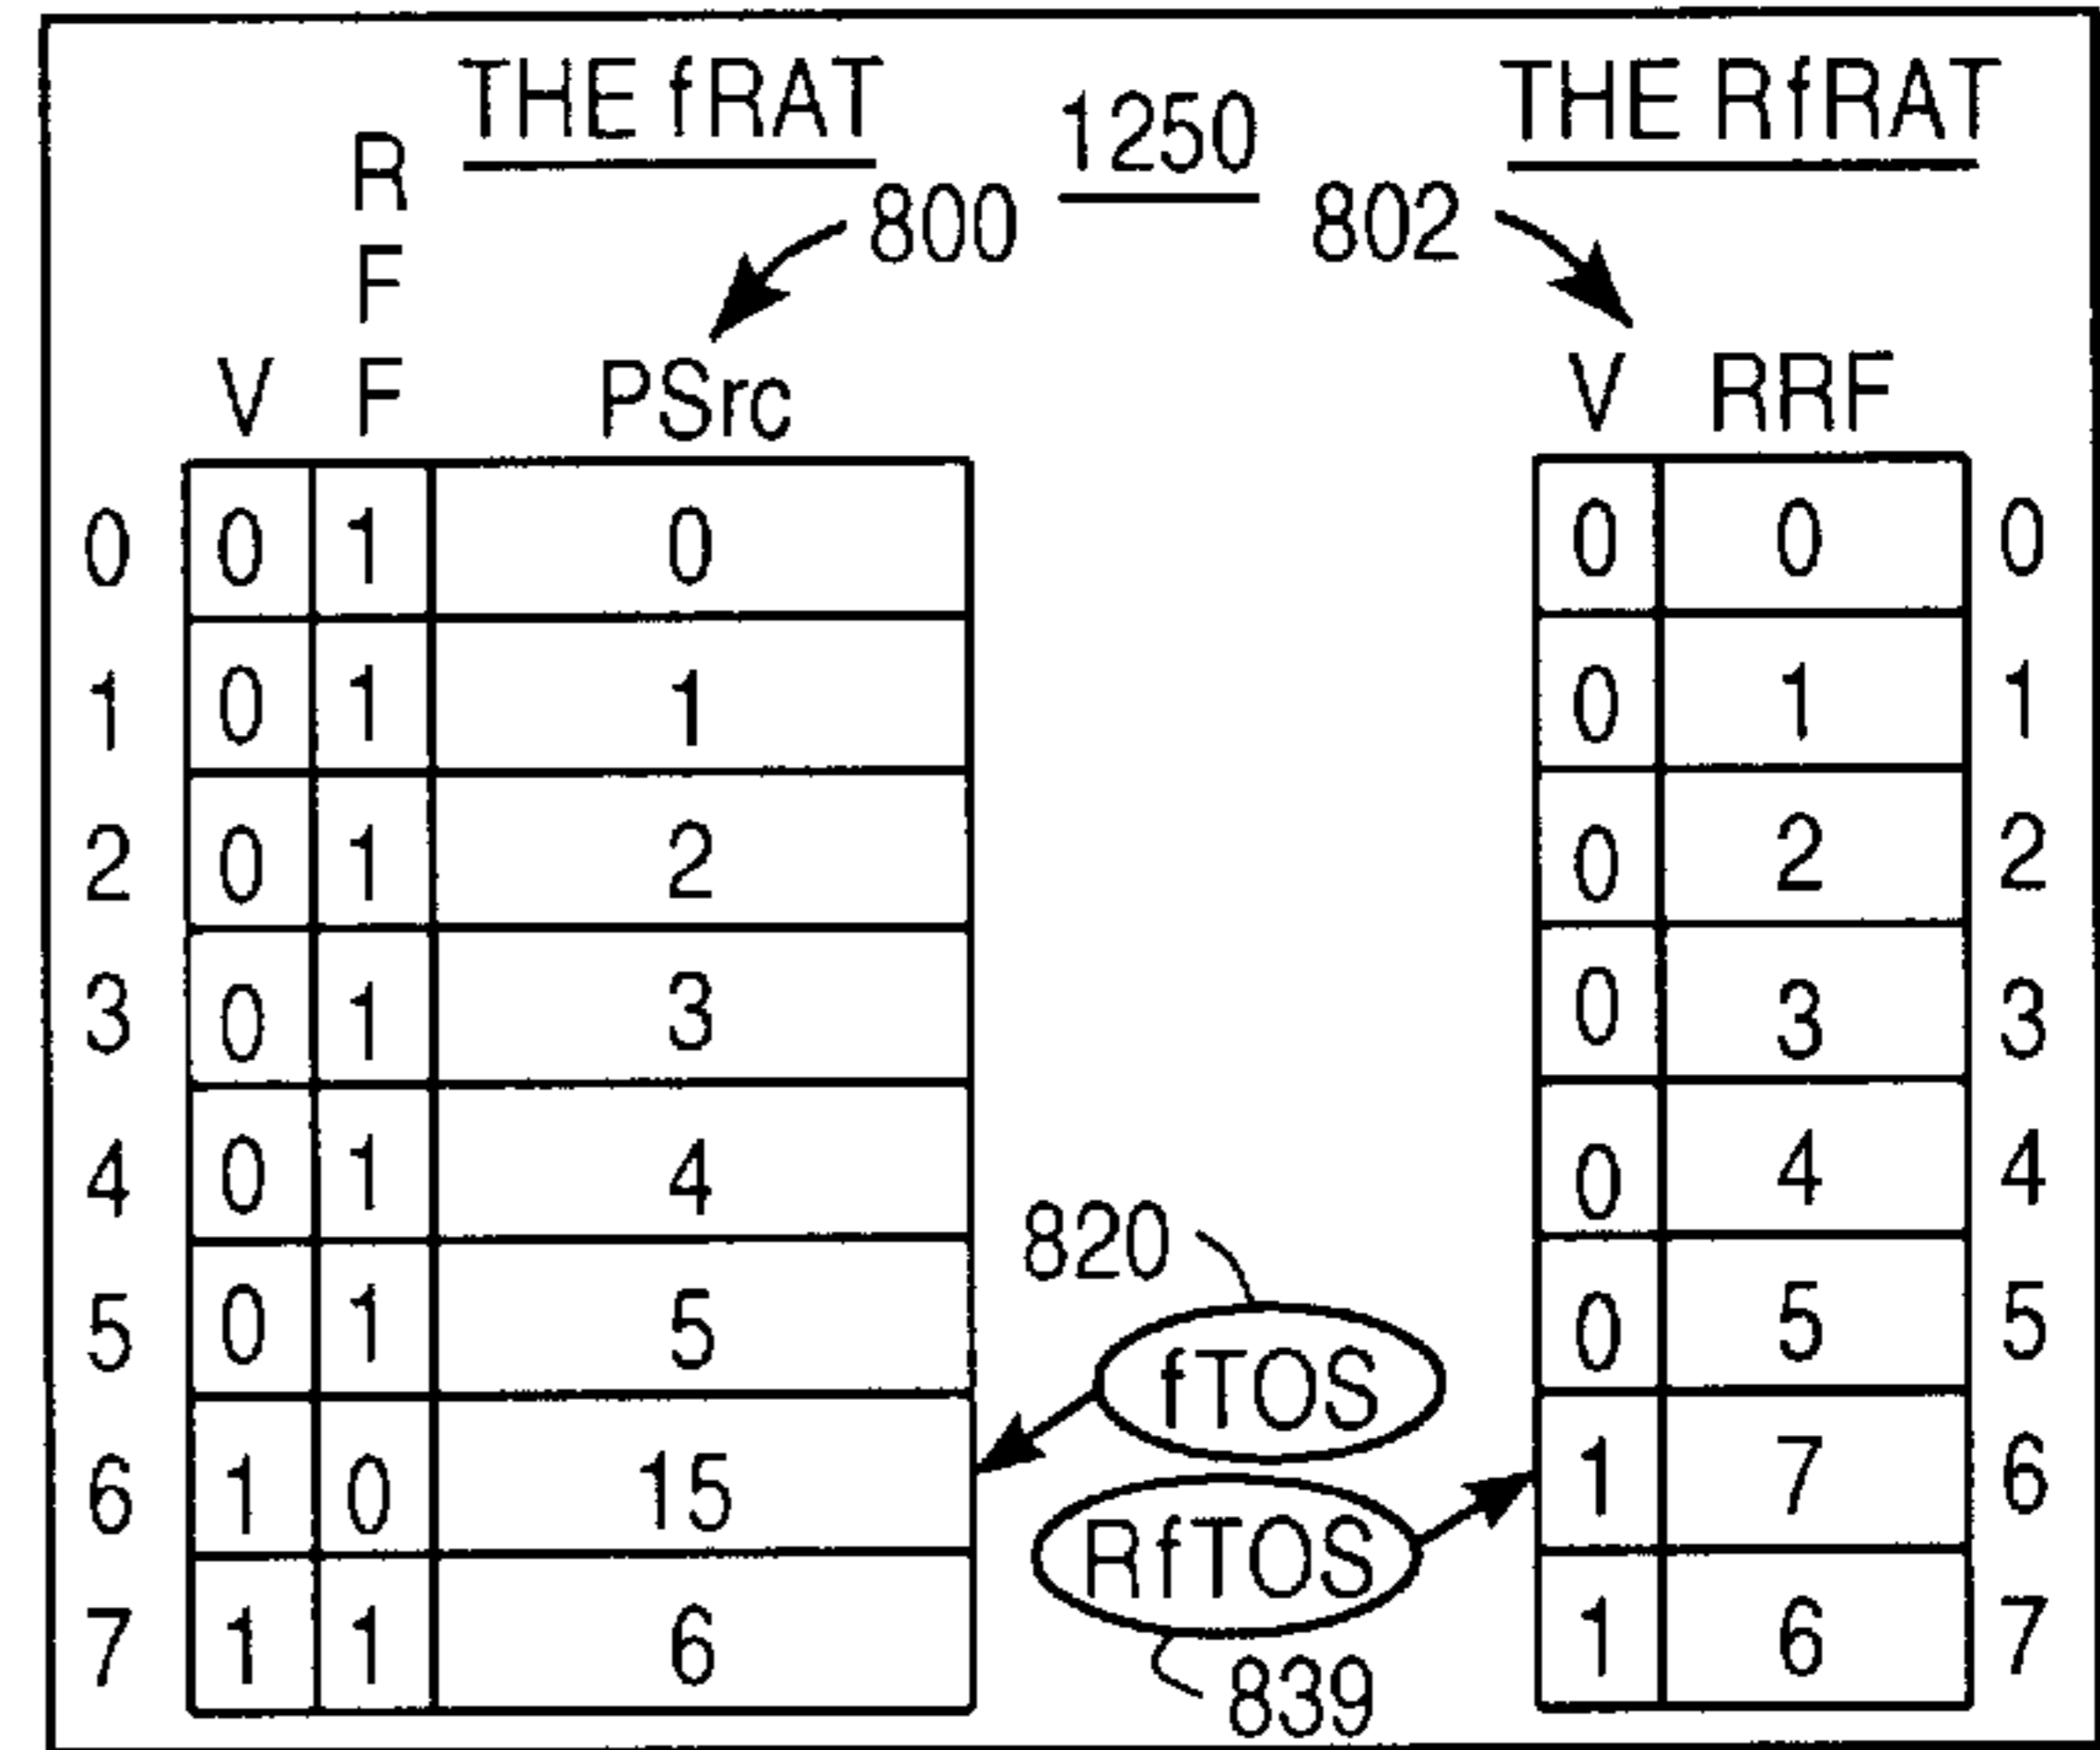 THE fRAT 1250 THE RfRAT
800 802
V RFF PSrc V RRF
0 0 1 0 0 0 0
1 0 1 1 0 1 1
2 0 1 2 0 2 2
3 0 1 3 0 3 3
4 0 1 4 0 4 4
820
5 0 1 5 0 5 5
fTOS
6 1 0 15 1 7 6
RfTOS
7 1 1 6 1 6 7
839